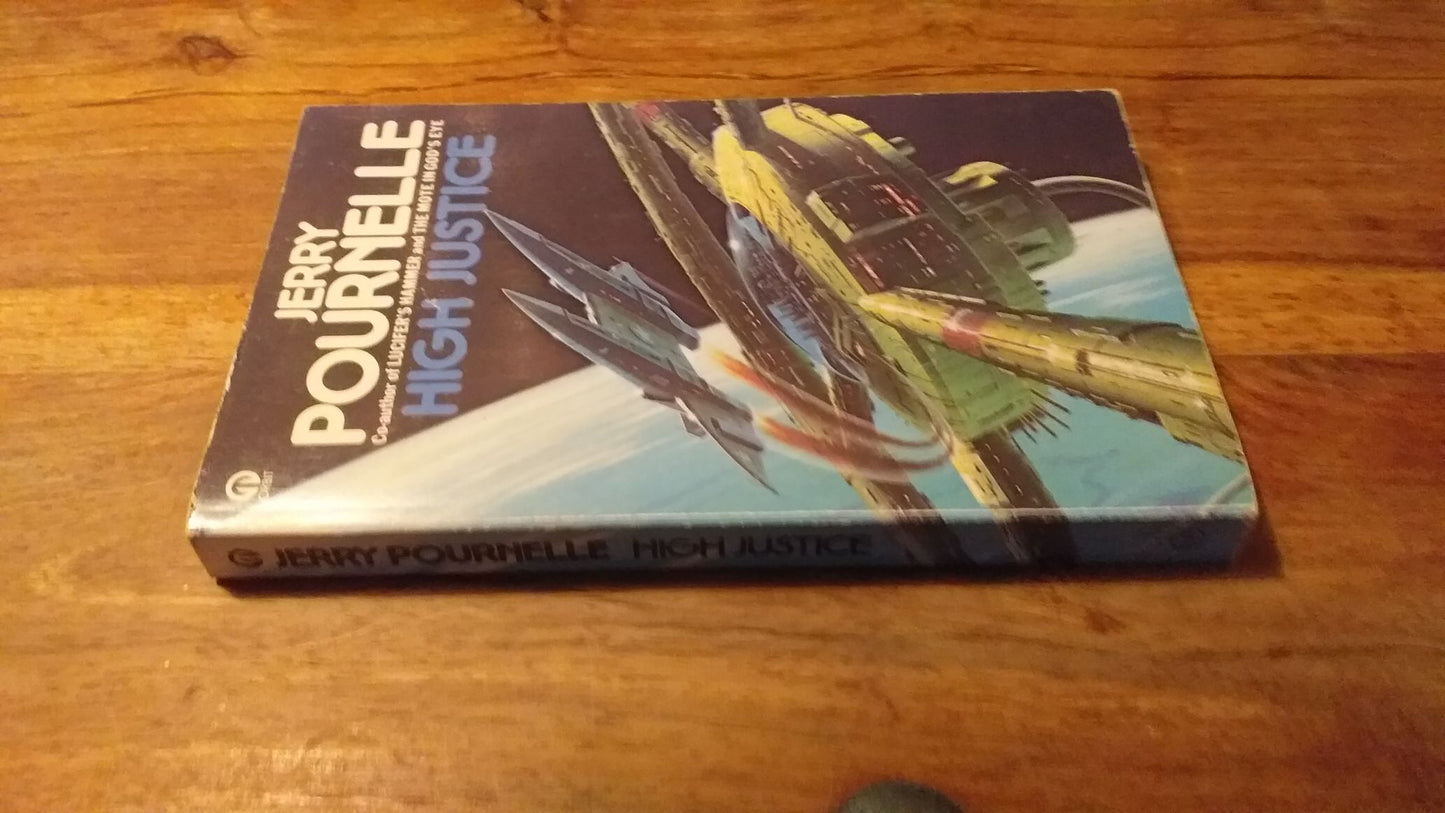 JERRY
POURNELLE
Co-author of LUCIFER'S HAMMER and THE MOTE IN GOD'S EYE
HIGH JUSTICE
ORBIT
JERRY POURNELLE HIGH JUSTICE